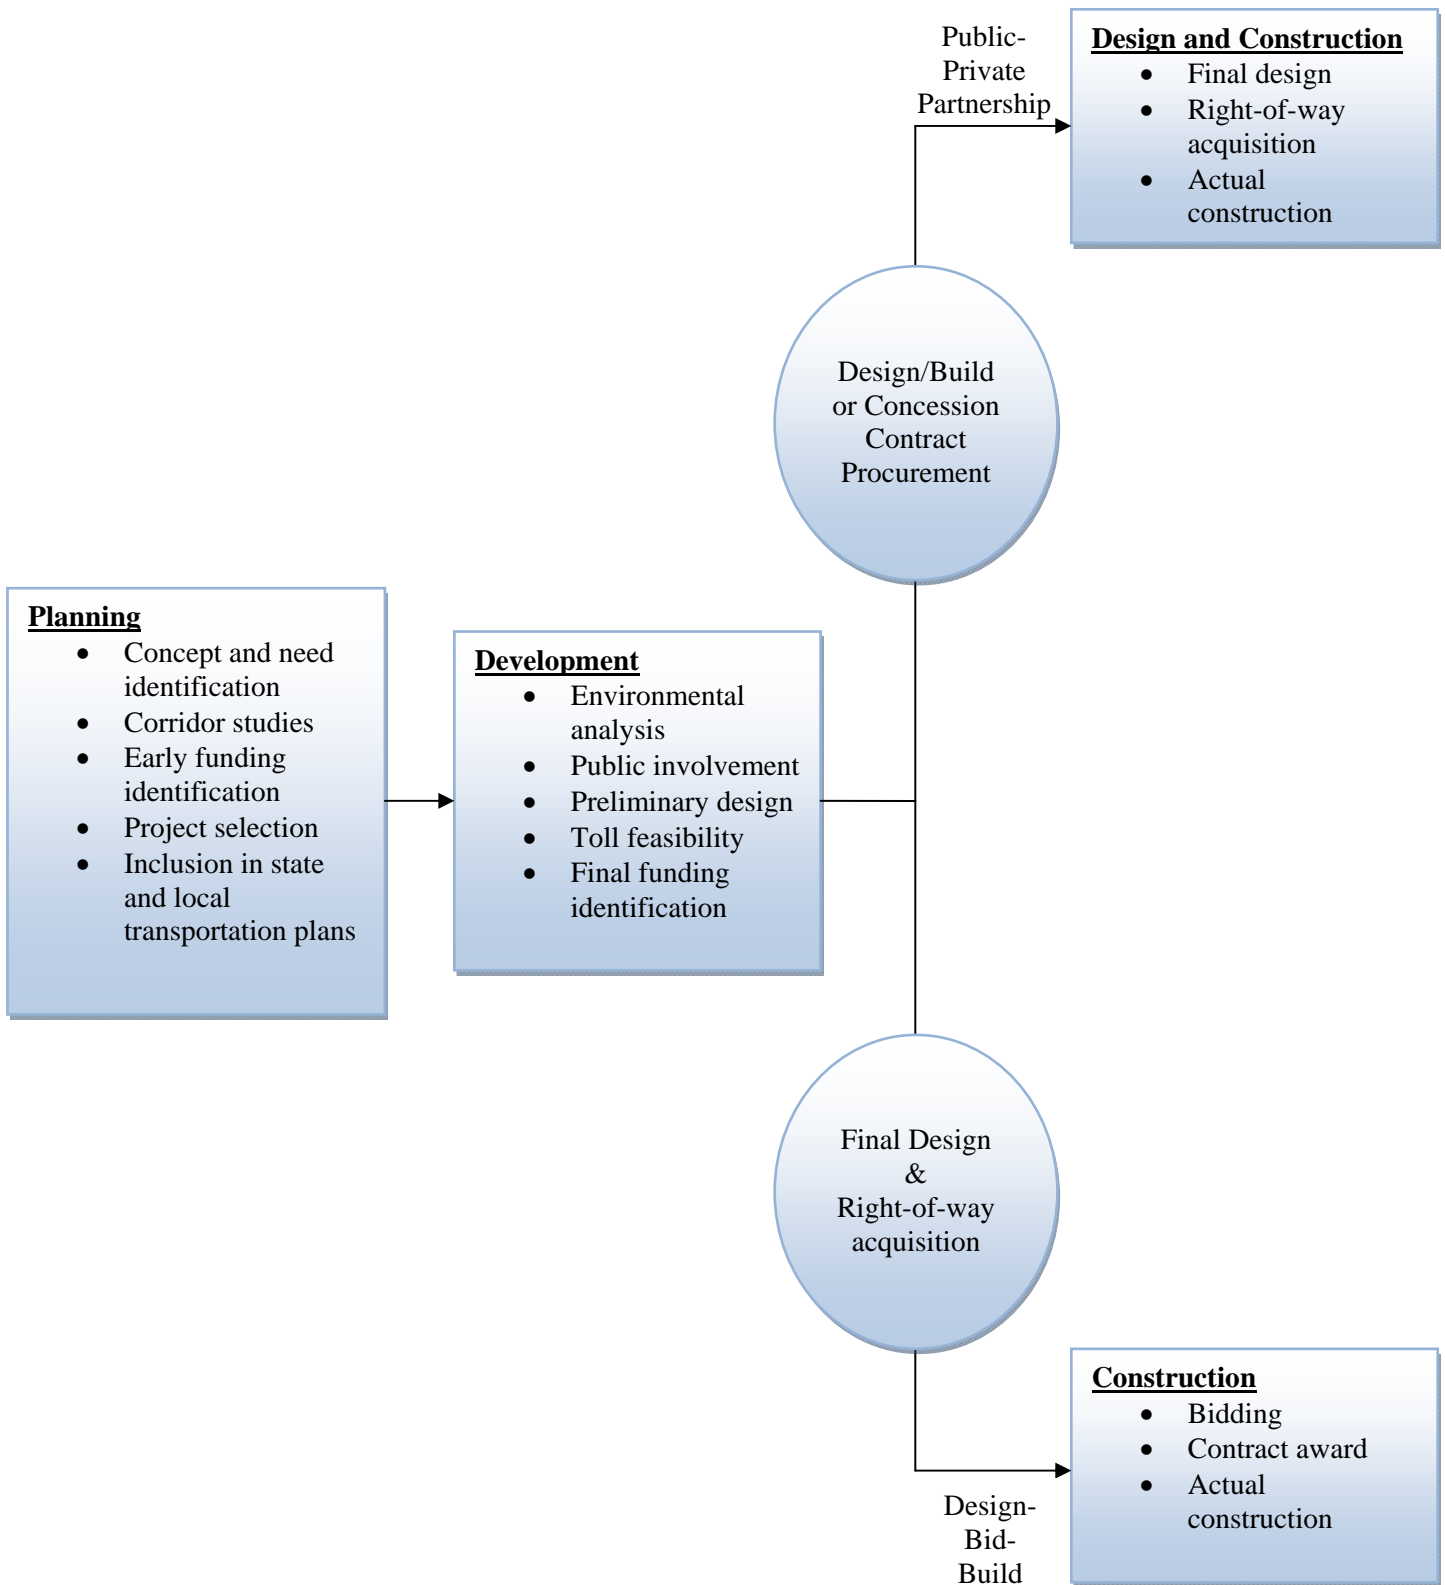 Public-
Private
Partnership
Design and Construction
• Final design
• Right-of-way
acquisition
• Actual
construction
Design/Build
or Concession
Contract
Procurement
Planning
• Concept and need
identification
• Corridor studies
• Early funding
identification
• Project selection
• Inclusion in state
and local
transportation plans
Development
• Environmental
analysis
• Public involvement
• Preliminary design
• Toll feasibility
• Final funding
identification
Final Design
&
Right-of-way
acquisition
Design-
Bid-
Build
Construction
• Bidding
• Contract award
• Actual
construction